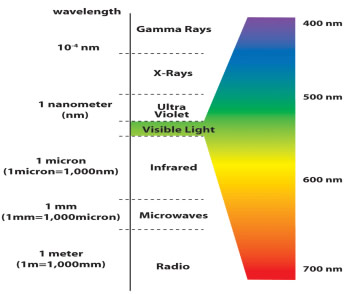 wavelength
Gamma Rays
10⁻⁴ nm
X-Rays
1 nanometer
(nm)
Ultra
Violet
Visible Light
1 micron
(1micron=1,000nm)
Infrared
1 mm
(1mm=1,000micron)
Microwaves
1 meter
(1m=1,000mm)
Radio
400 nm
500 nm
600 nm
700 nm